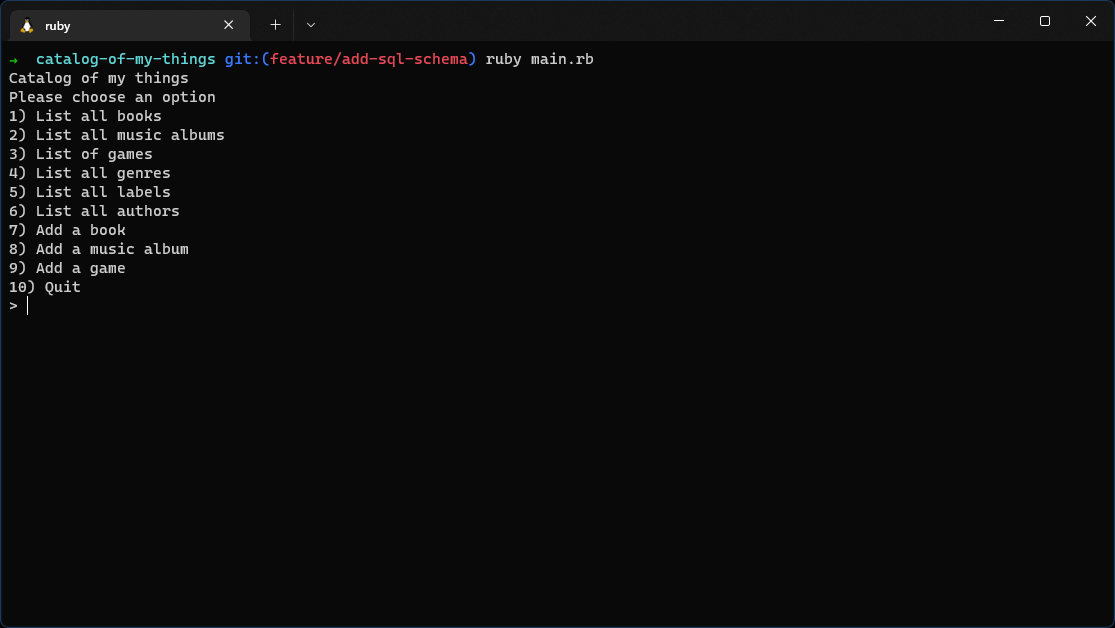 ruby
→ catalog-of-my-things git:(feature/add-sql-schema) ruby main.rb
Catalog of my things
Please choose an option
1) List all books
2) List all music albums
3) List of games
4) List all genres
5) List all labels
6) List all authors
7) Add a book
8) Add a music album
9) Add a game
10) Quit
>